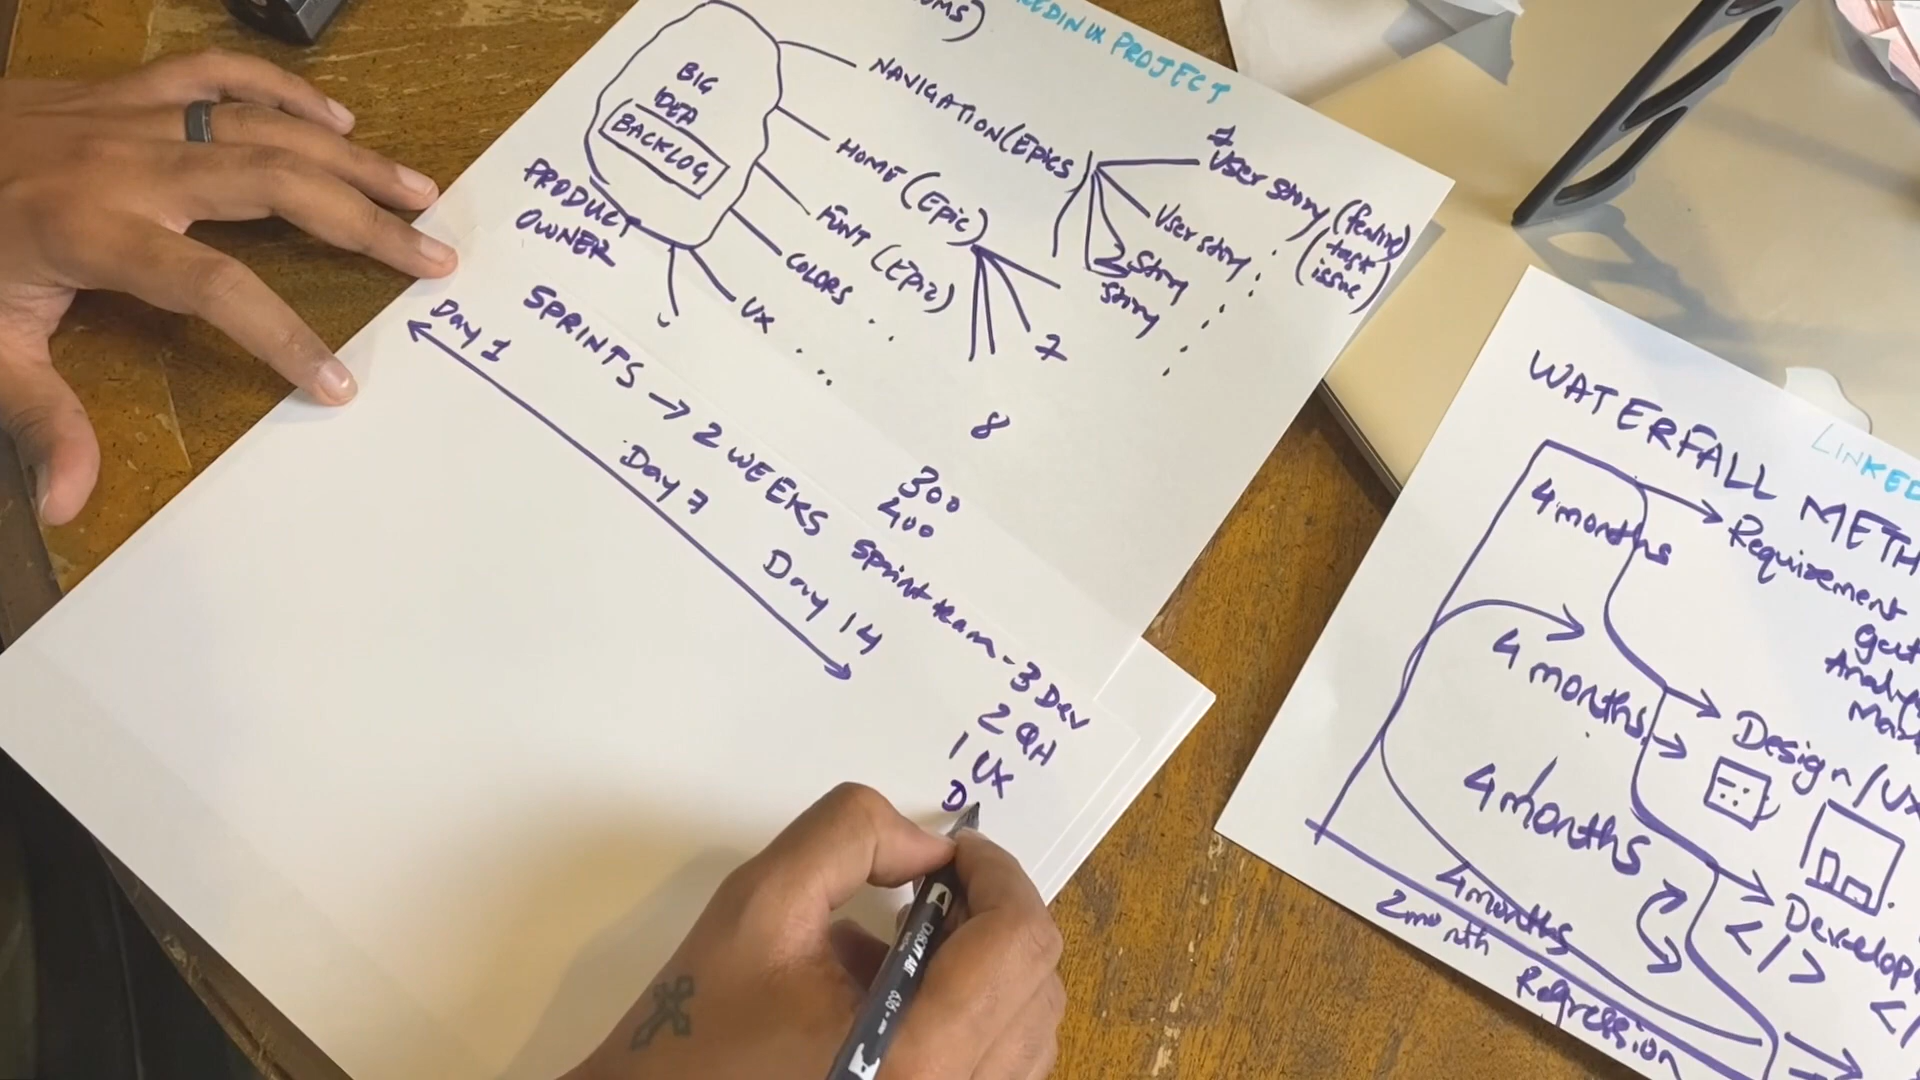 PROJECT
BIG
IDEA
BACKLOG
PRODUCT
OWNER
NAVIGATION (Epics)
HOME (Epic)
FONT (Epic)
COLORS
UX
User story (feature)
(task
issue)
User story
2 Story
Story
7
8
300
400
SPRINTS → 2 WEEKS
Day 1
Day 7
Day 14
Sprint team - 3 Dev
2 QA
1 UX
D
WATERFALL METH
LINKED
4 months
4 months
4 months
4 months
2 month
Regression
Requirement
Design/UX
Develop
</>
</